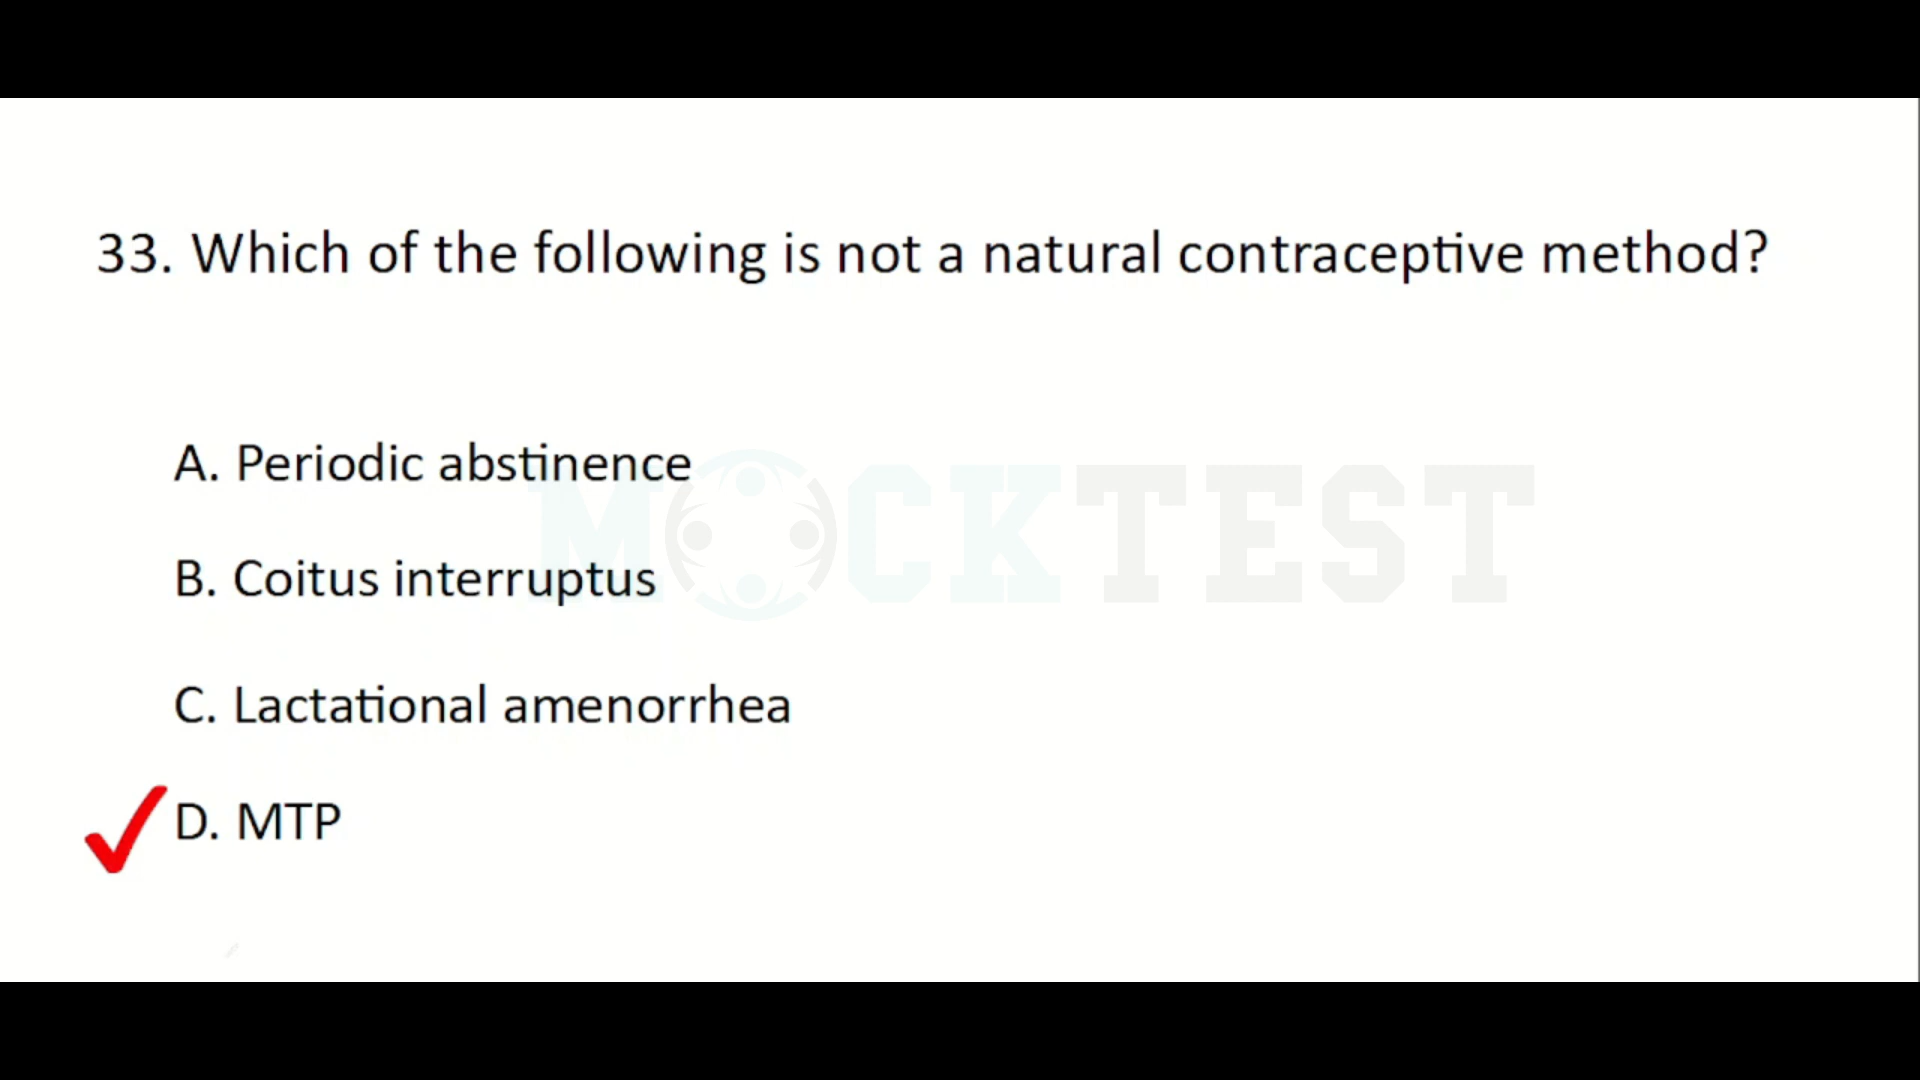 33. Which of the following is not a natural contraceptive method?
A. Periodic abstinence
MOCKTEST
B. Coitus interruptus
C. Lactational amenorrhea
D. MTP